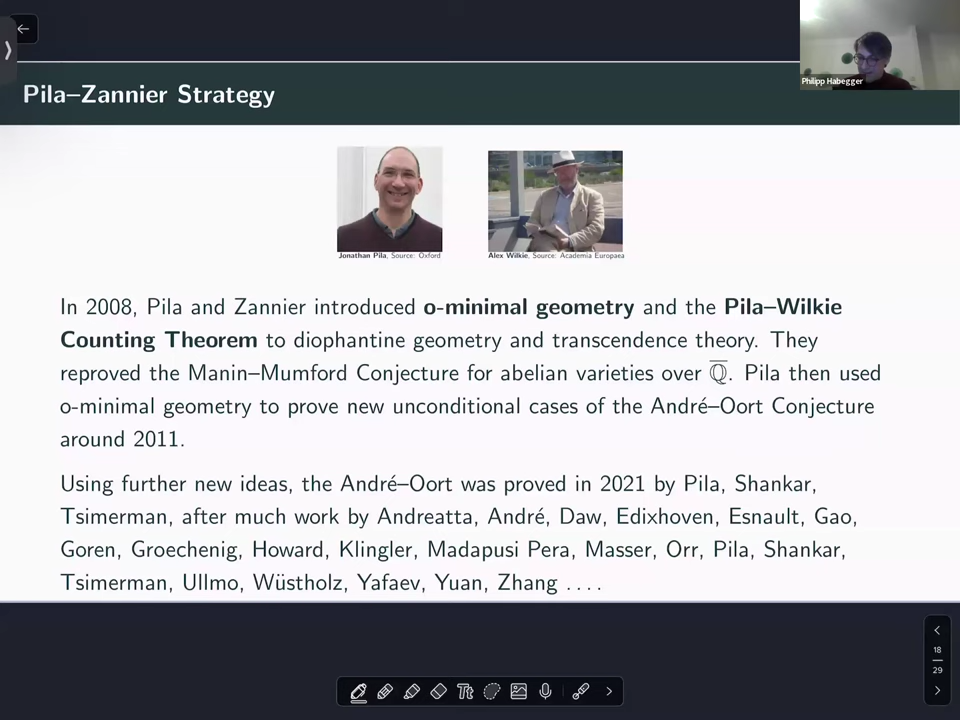 Philipp Habegger
Pila–Zannier Strategy
Jonathan Pila, Source: Oxford
Alex Wilkie, Source: Academia Europaea
In 2008, Pila and Zannier introduced o-minimal geometry and the Pila–Wilkie
Counting Theorem to diophantine geometry and transcendence theory. They
reproved the Manin–Mumford Conjecture for abelian varieties over ℚ̅. Pila then used
o-minimal geometry to prove new unconditional cases of the André–Oort Conjecture
around 2011.
Using further new ideas, the André–Oort was proved in 2021 by Pila, Shankar,
Tsimerman, after much work by Andreatta, André, Daw, Edixhoven, Esnault, Gao,
Goren, Groechenig, Howard, Klingler, Madapusi Pera, Masser, Orr, Pila, Shankar,
Tsimerman, Ullmo, Wüstholz, Yafaev, Yuan, Zhang . . . .
18
29
Tt